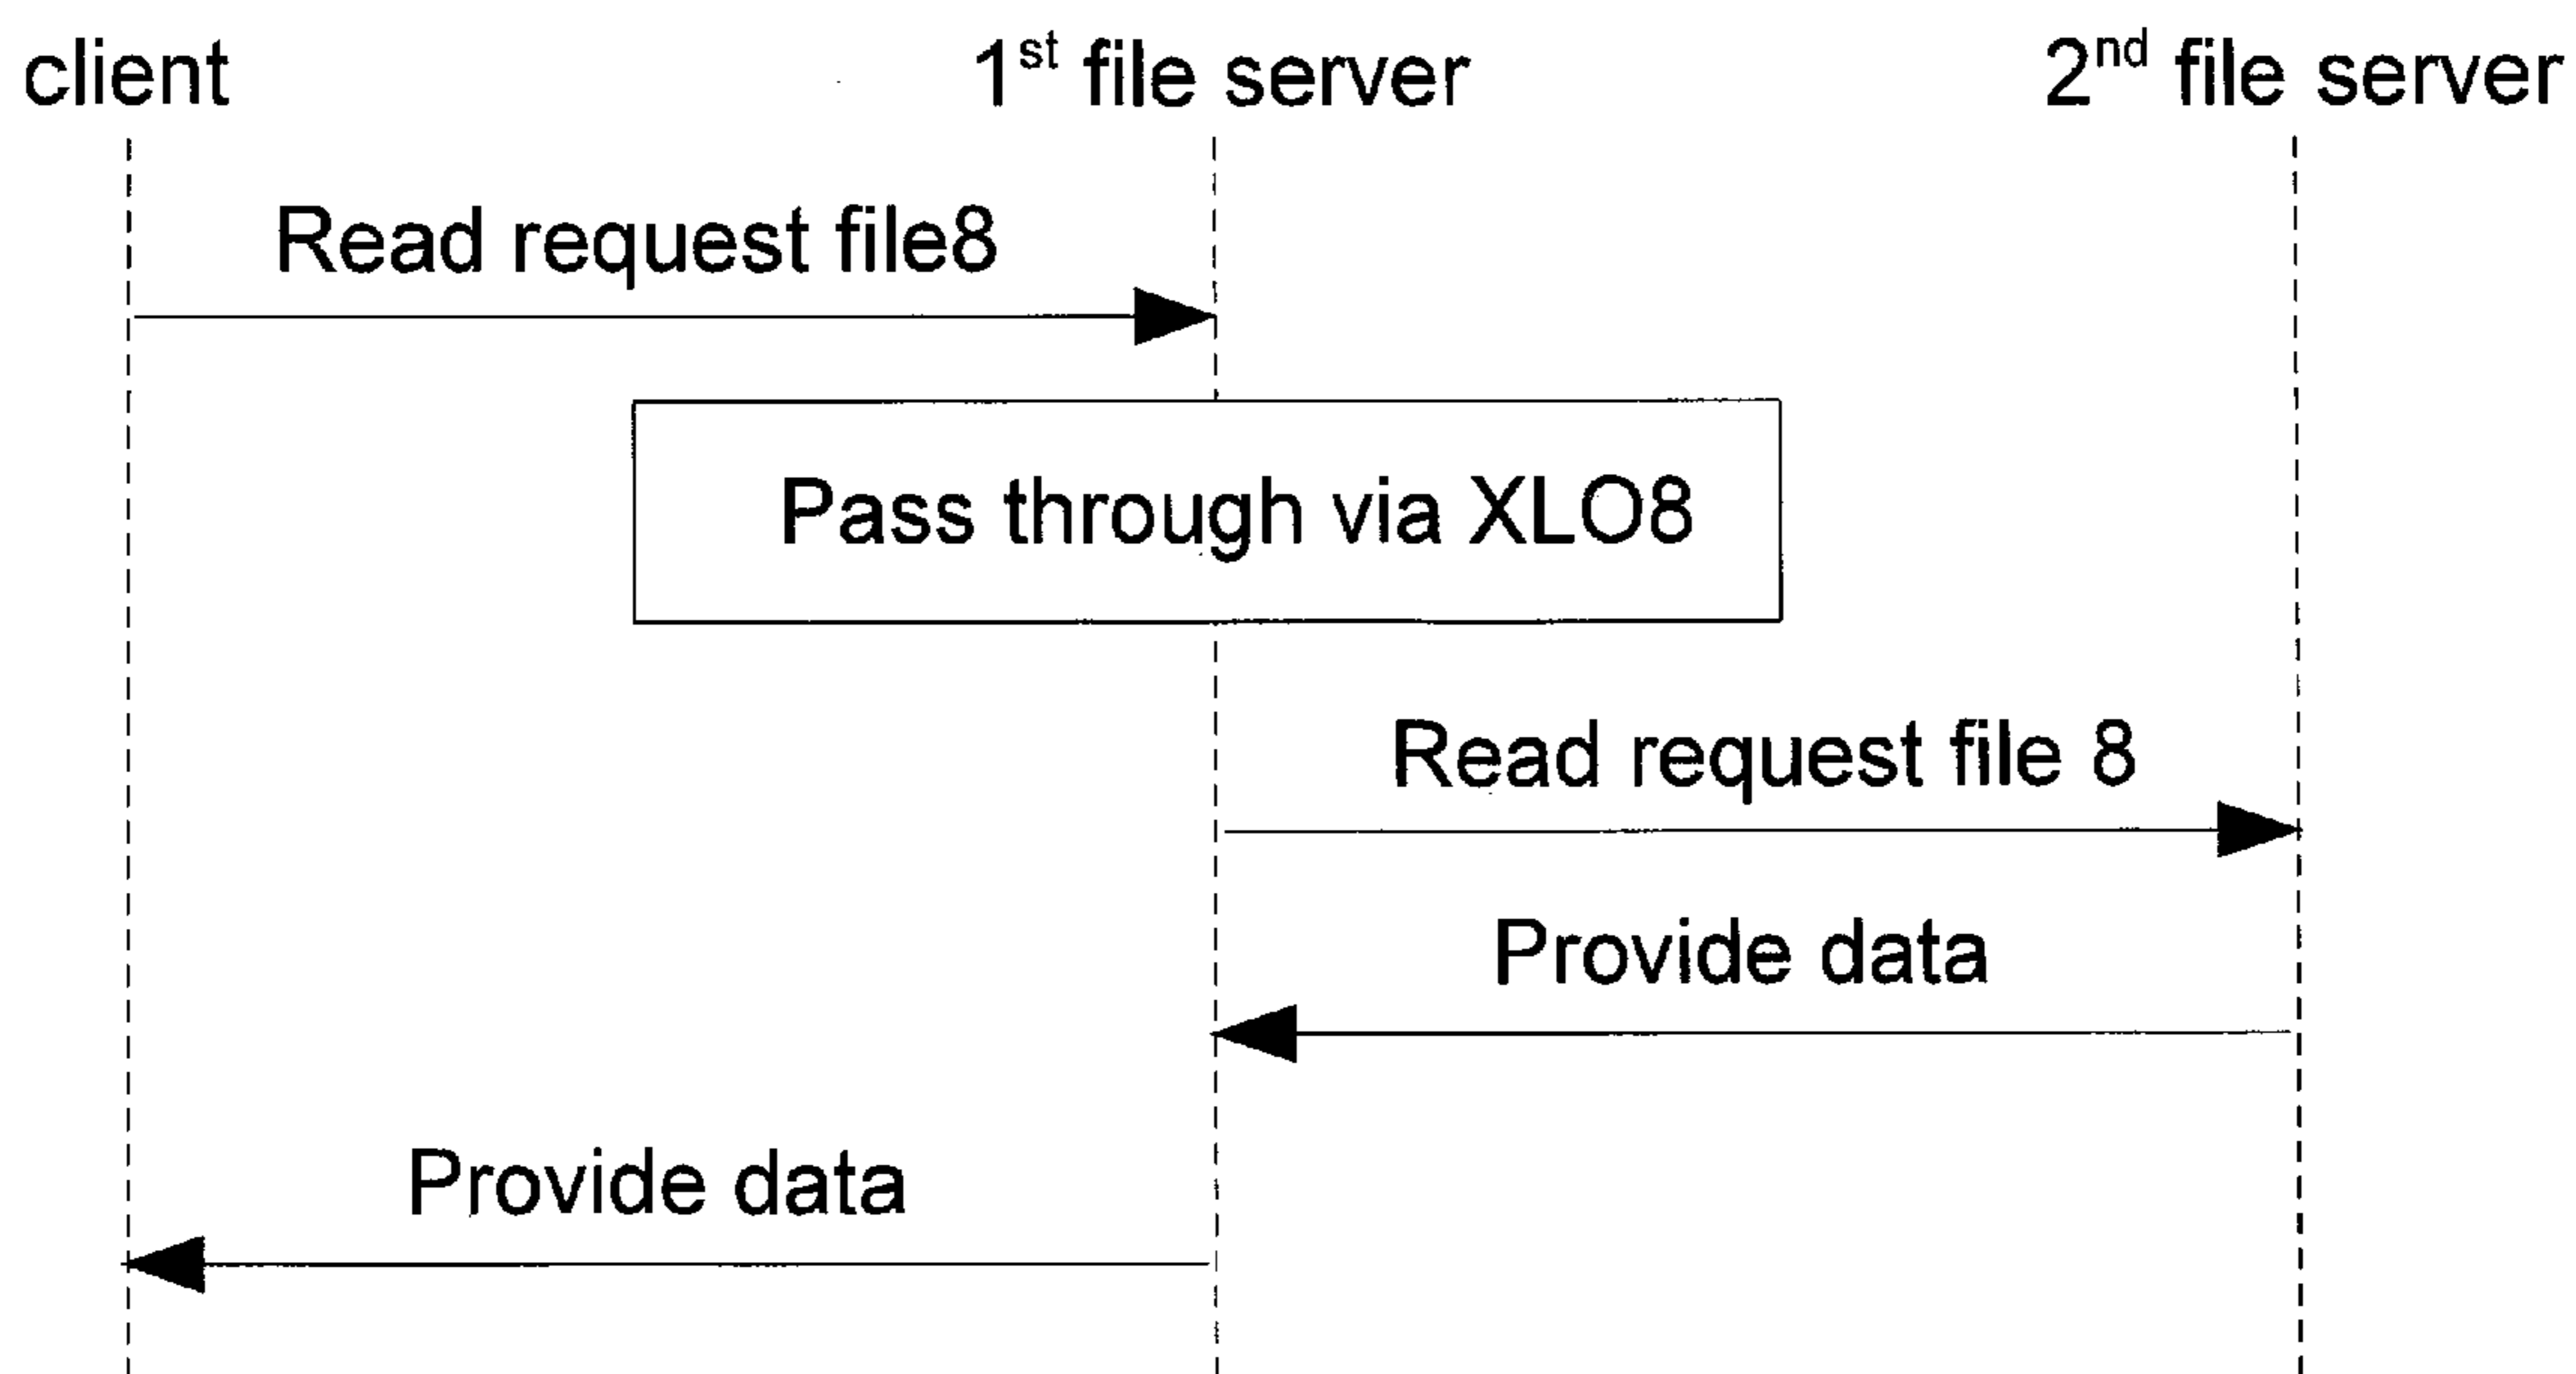 client 1st file server 2nd file server
Read request file8
Pass through via XLO8
Read request file 8
Provide data
Provide data